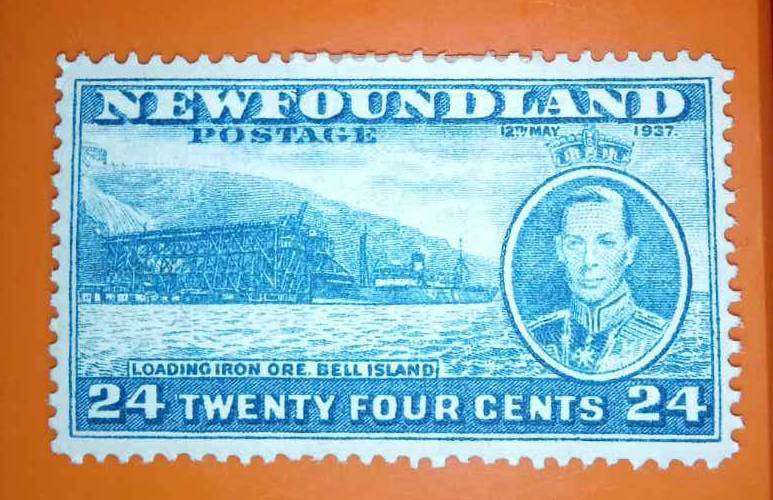 NEWFOUNDLAND
POSTAGE
12TH MAY 1937.
LOADING IRON ORE. BELL ISLAND
24 TWENTY FOUR CENTS 24